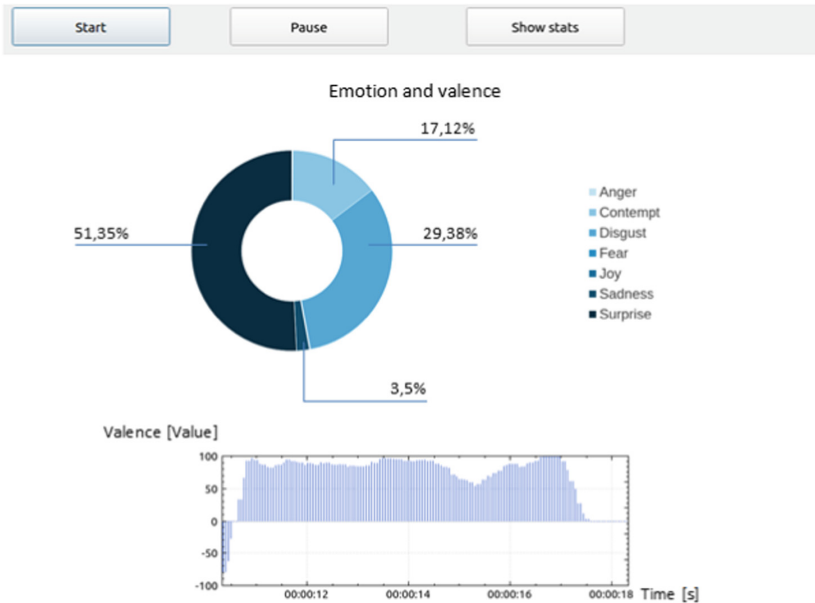 Start Pause Show stats
Emotion and valence
17,12%
51,35%
29,38%
3,5%
Anger
Contempt
Disgust
Fear
Joy
Sadness
Surprise
Valence [Value]
100
50
0
-50
-100
00:00:12 00:00:14 00:00:16 00:00:18 Time [s]